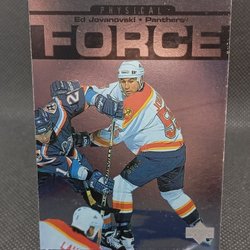 PHYSICAL
Ed Jovanovski • Panthers
FORCE